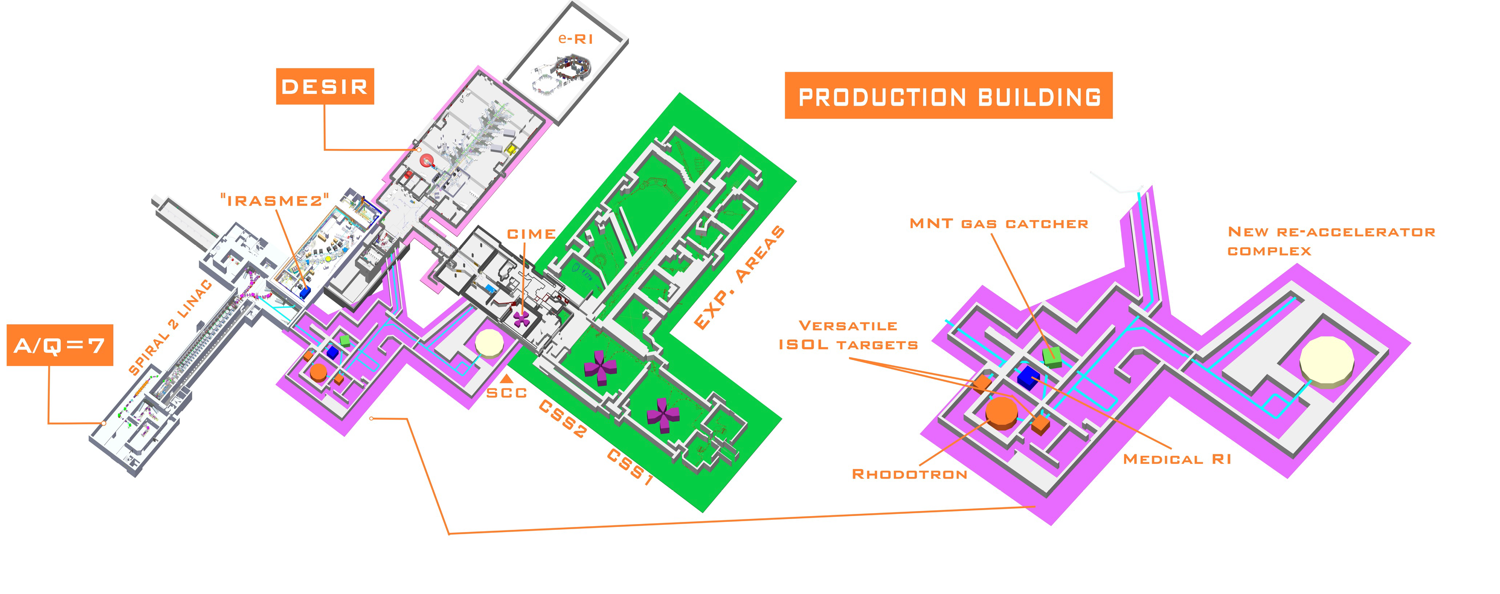 e-RI
DESIR
PRODUCTION BUILDING
"IRASME2"
CIME
EXP. AREAS
SPIRAL 2 LINAC
A/Q=7
SCC
CSS2
CSS1
MNT GAS CATCHER
NEW RE-ACCELERATOR
COMPLEX
VERSATILE
ISOL TARGETS
RHODOTRON
MEDICAL RI